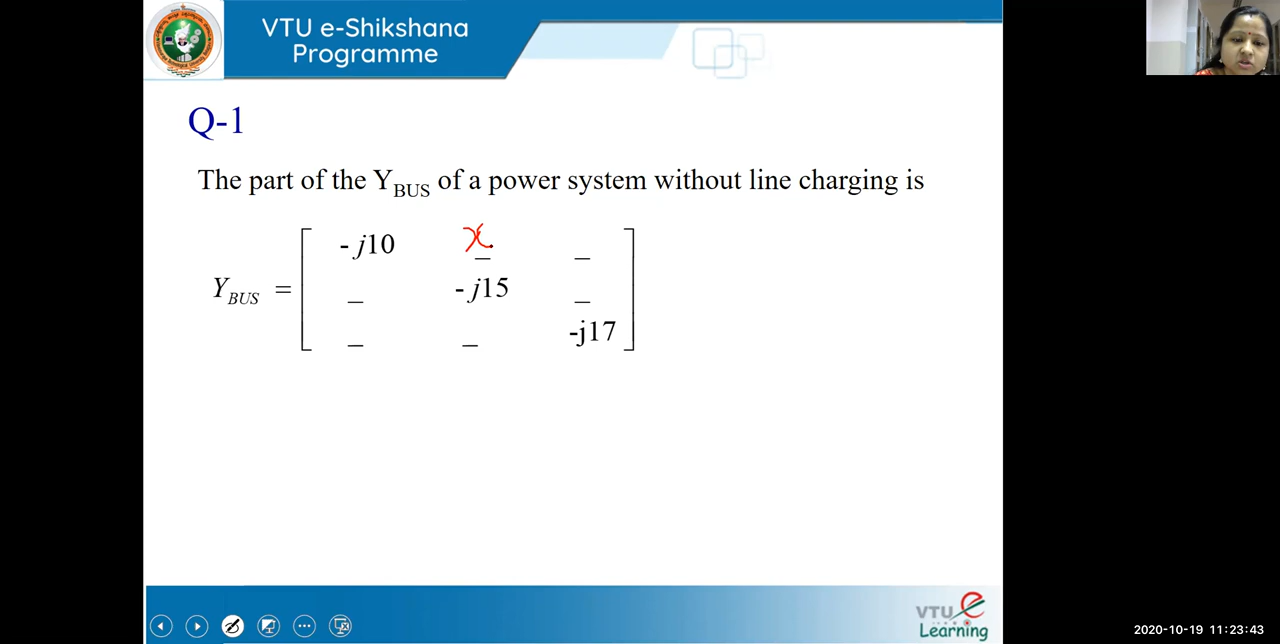 VTU e-Shikshana
Programme
Q-1
The part of the Y_BUS of a power system without line charging is
- j10 x _
Y_BUS = _ - j15 _
_ _ -j17
VTU e
Learning
2020-10-19 11:23:43